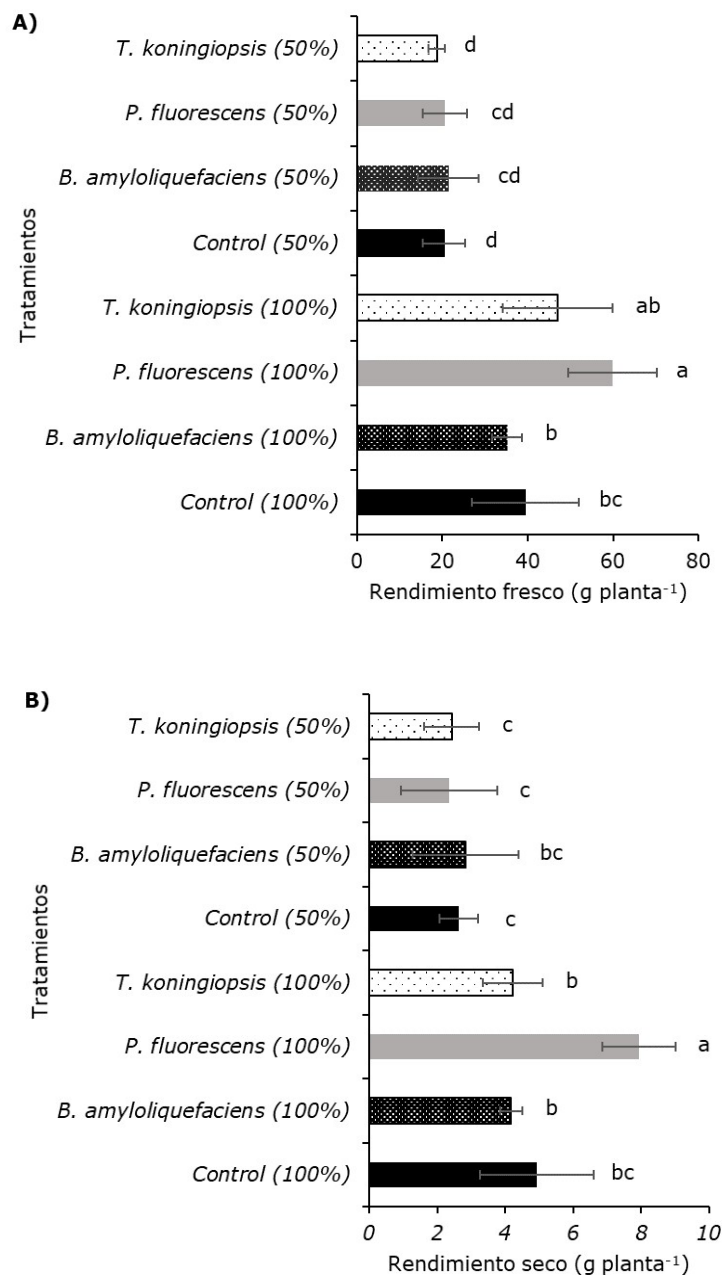 A)
Tratamientos
T. koningiopsis (50%)
d
P. fluorescens (50%)
cd
B. amyloliquefaciens (50%)
cd
Control (50%)
d
T. koningiopsis (100%)
ab
P. fluorescens (100%)
a
B. amyloliquefaciens (100%)
b
Control (100%)
bc
0 20 40 60 80
Rendimiento fresco (g planta⁻¹)
B)
Tratamientos
T. koningiopsis (50%)
c
P. fluorescens (50%)
c
B. amyloliquefaciens (50%)
bc
Control (50%)
c
T. koningiopsis (100%)
b
P. fluorescens (100%)
a
B. amyloliquefaciens (100%)
b
Control (100%)
bc
0 2 4 6 8 10
Rendimiento seco (g planta⁻¹)